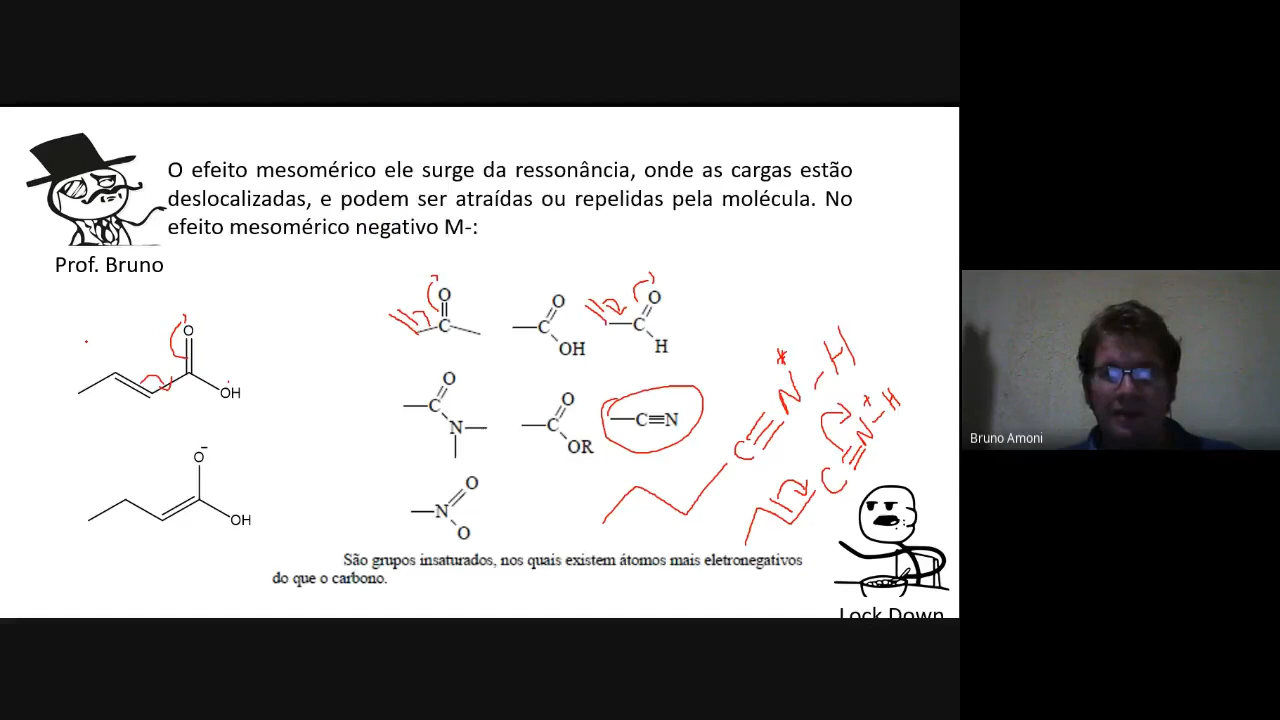 O efeito mesomérico ele surge da ressonância, onde as cargas estão
deslocalizadas, e podem ser atraídas ou repelidas pela molécula. No
efeito mesomérico negativo M-:
Prof. Bruno
O
OH
O-
OH
O
C
O
C
OH
O
C
H
O
C
N
O
C
OR
C≡N
O
N
O
C≡N-H
*
C≡N-H
São grupos insaturados, nos quais existem átomos mais eletronegativos
do que o carbono.
Lock Down
Bruno Amoni